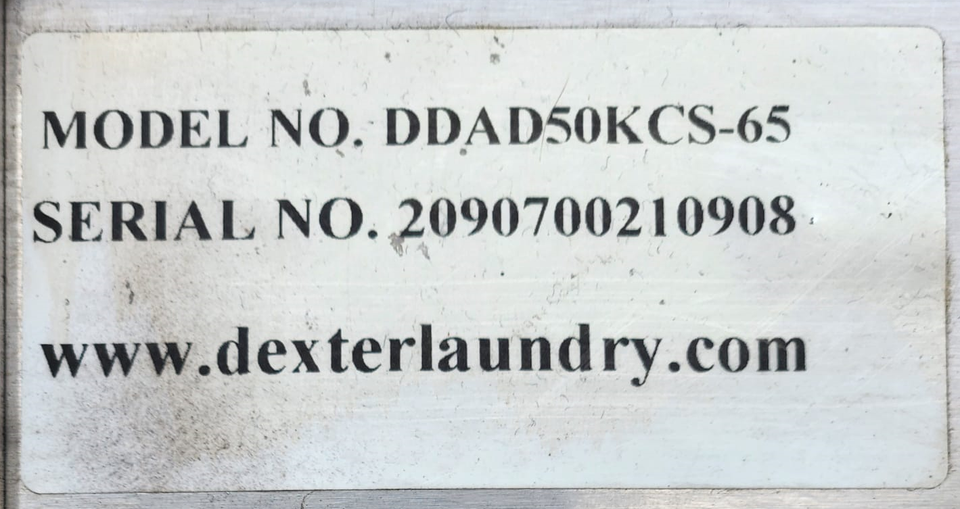 MODEL NO. DDAD50KCS-65
SERIAL NO. 2090700210908
www.dexterlaundry.com